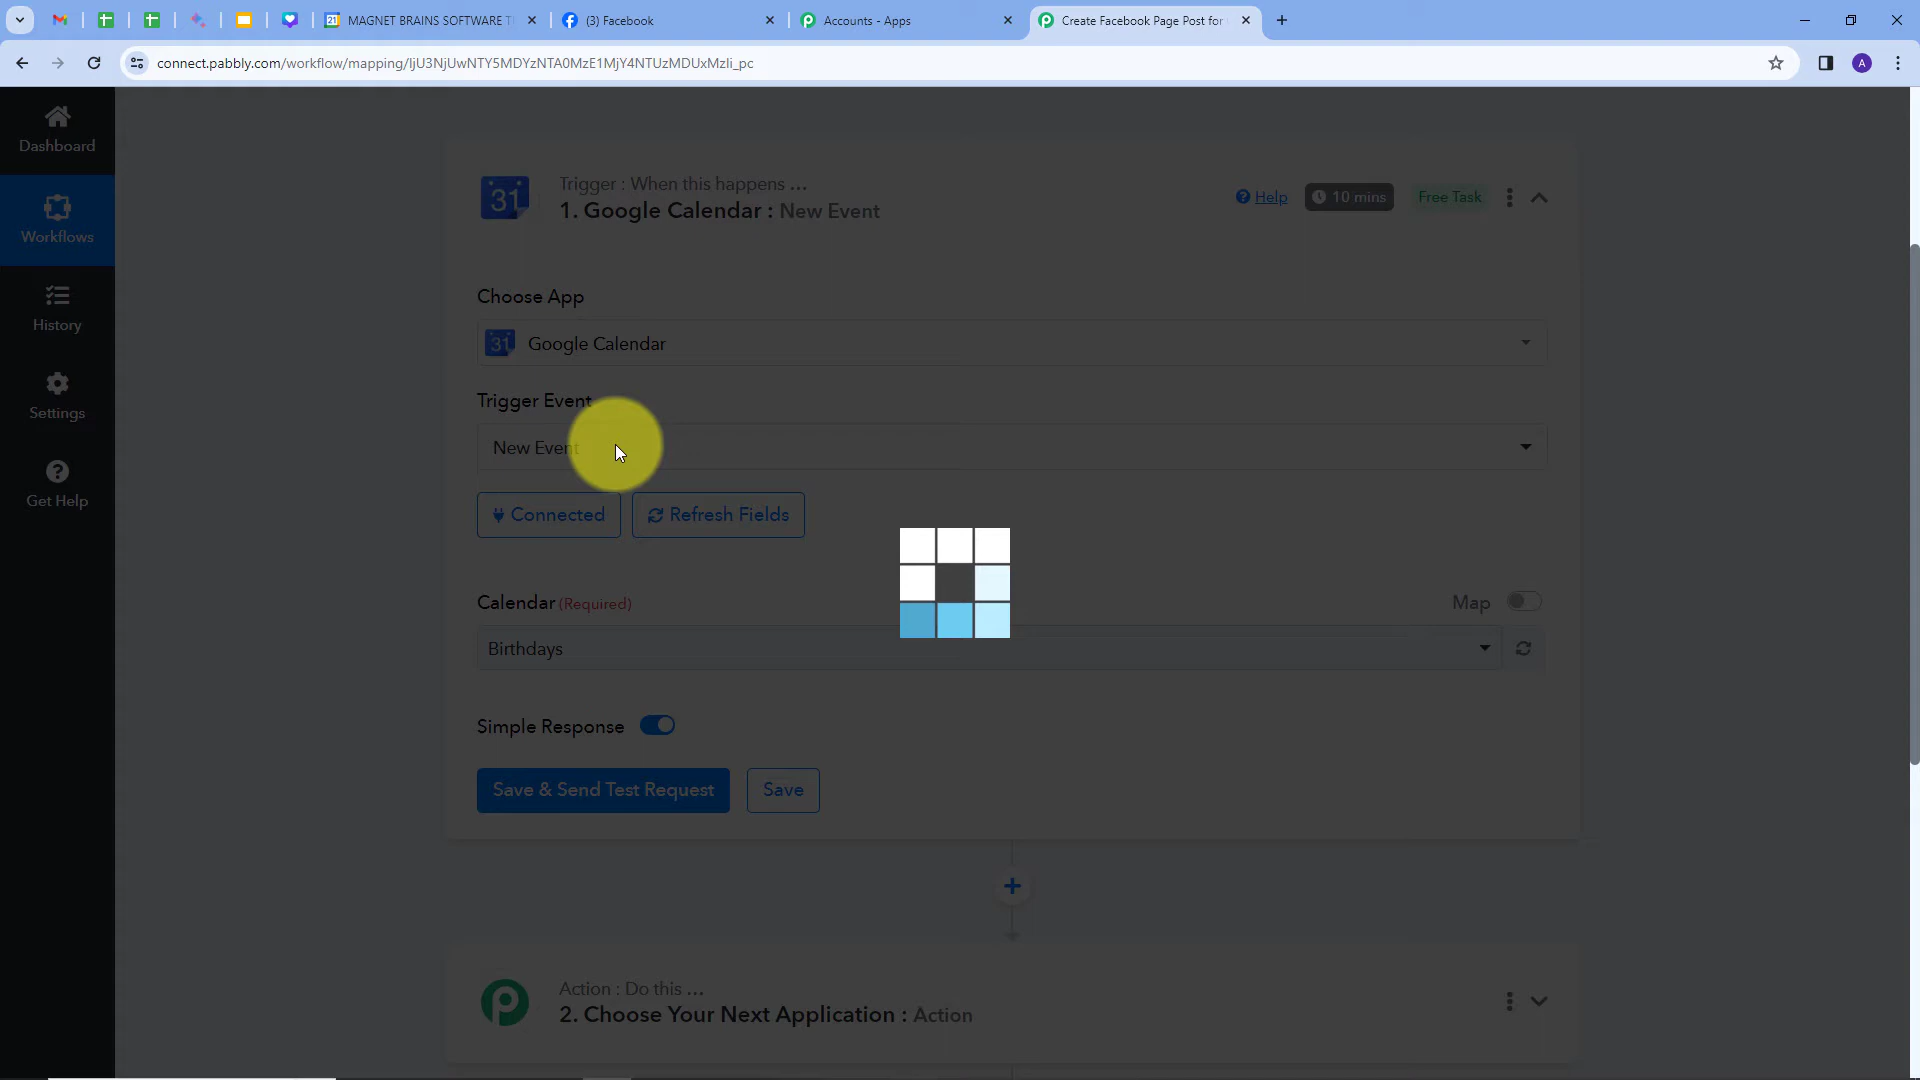 MAGNET BRAINS SOFTWARE T
(3) Facebook
Accounts - Apps
Create Facebook Page Post for
connect.pabbly.com/workflow/mapping/IjU3NjUwNTY5MDYzNTA0MzE1MjY4NTUzMDUxMzIi_pc
A
Dashboard
Workflows
History
Settings
Get Help
31
Trigger : When this happens ...
1. Google Calendar : New Event
Help
10 mins
Free Task
Choose App
31 Google Calendar
Trigger Event
New Event
Connected
Refresh Fields
Calendar (Required)
Map
Birthdays
Simple Response
Save & Send Test Request
Save
Action : Do this ...
2. Choose Your Next Application : Action